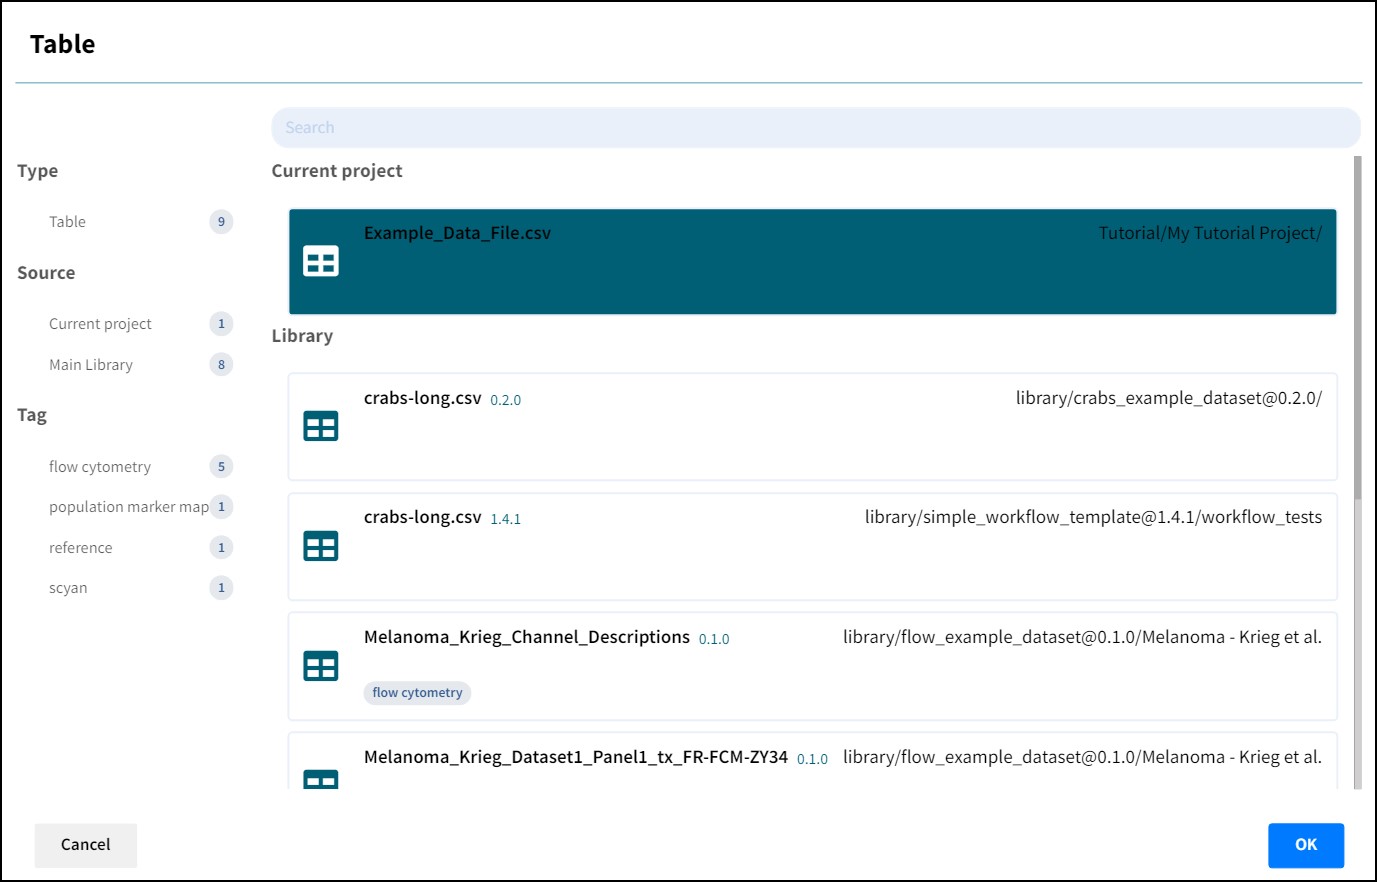 Table
Search
Type
Table 9
Source
Current project 1
Main Library 8
Tag
flow cytometry 5
population marker map 1
reference 1
scyan 1
Current project
Example_Data_File.csv Tutorial/My Tutorial Project/
Library
crabs-long.csv 0.2.0 library/crabs_example_dataset@0.2.0/
crabs-long.csv 1.4.1 library/simple_workflow_template@1.4.1/workflow_tests
Melanoma_Krieg_Channel_Descriptions 0.1.0 library/flow_example_dataset@0.1.0/Melanoma - Krieg et al.
flow cytometry
Melanoma_Krieg_Dataset1_Panel1_tx_FR-FCM-ZY34 0.1.0 library/flow_example_dataset@0.1.0/Melanoma - Krieg et al.
Cancel
OK